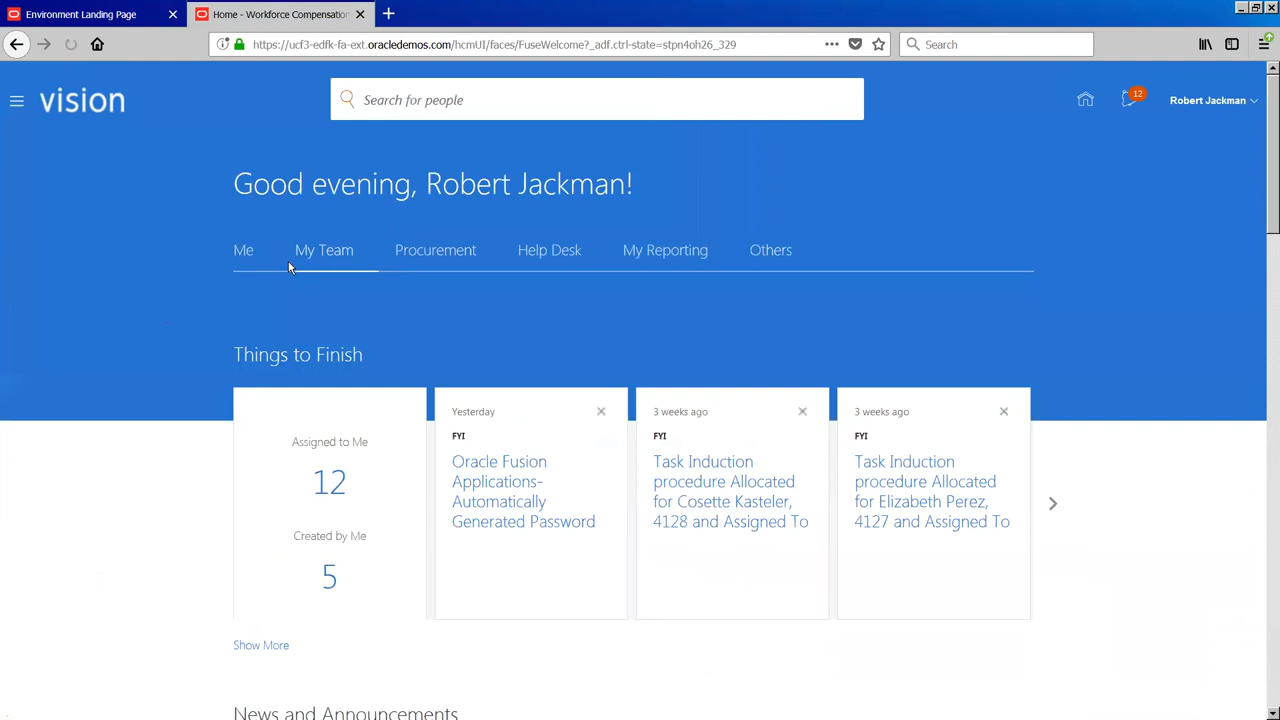 Environment Landing Page
Home - Workforce Compensation
https://ucf3-edfk-fa-ext.oracledemos.com/hcmUI/faces/FuseWelcome?_adf.ctrl-state=stpn4oh26_329
Search
vision
Search for people
12
Robert Jackman
Good evening, Robert Jackman!
Me
My Team
Procurement
Help Desk
My Reporting
Others
Things to Finish
Assigned to Me
12
Created by Me
5
Yesterday
FYI
Oracle Fusion
Applications-
Automatically
Generated Password
3 weeks ago
FYI
Task Induction
procedure Allocated
for Cosette Kasteler,
4128 and Assigned To
3 weeks ago
FYI
Task Induction
procedure Allocated
for Elizabeth Perez,
4127 and Assigned To
Show More
News and Announcements